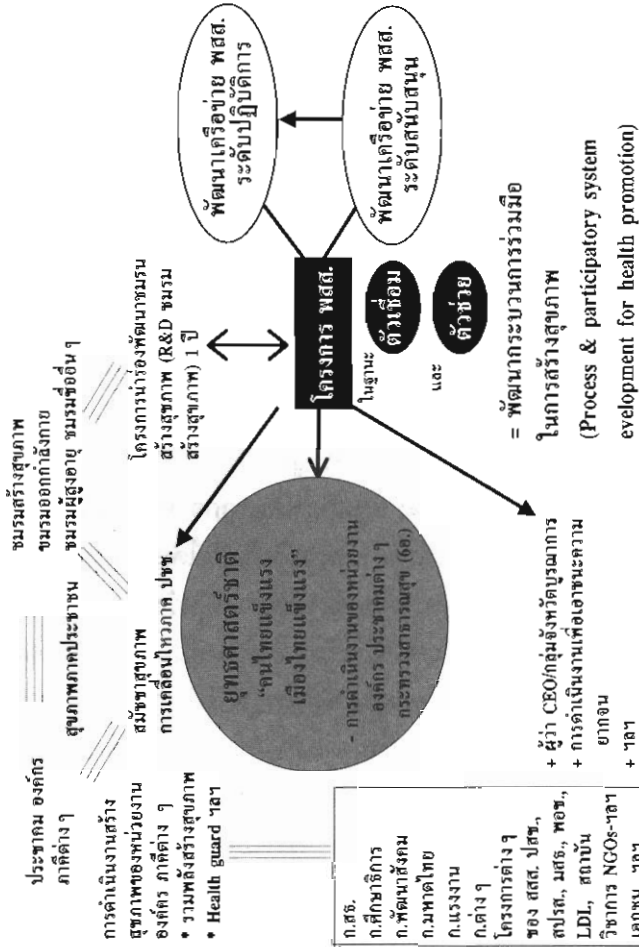 ประชาคม องค์กร
ภาคีต่างๆ
สุขภาพภาคประชาชน
ชมรมสร้างสุขภาพ
ชมรมออกกำลังกาย
ชมรมผู้สูงอายุ ชมรมชื่ออื่นๆ
การดำเนินงานสร้าง
สุขภาพของหน่วยงาน
องค์กร ภาคีต่าง ๆ
* รวมพลังสร้างสุขภาพ
* Health guard ฯลฯ
สมัชชาสุขภาพ
การเคลื่อนไหวภาค ปชช.
โครงการนำร่องพัฒนาชมรม
สร้างสุขภาพ (R&D ชมรม
สร้างสุขภาพ) 1 ปี
พัฒนาเครือข่าย พสส.
ระดับปฏิบัติการ
ยุทธศาสตร์ชาติ
“คนไทยแข็งแรง
เมืองไทยแข็งแรง”
- การดำเนินงานของหน่วยงาน
องค์กร ประชาคมต่าง ๆ
กระทรวงสาธารณสุข (6อ.)
โครงการ พสส.
ในฐานะ
ตัวเชื่อม
และ
ตัวช่วย
พัฒนาเครือข่าย พสส.
ระดับสนับสนุน
ก.สธ.
ก.ศึกษาธิการ
ก.พัฒนาสังคม
ก.มหาดไทย
ก.แรงงาน
ก.ต่าง ๆ
โครงการต่าง ๆ
ของ สสส. ปสช.,
สปรส., มสธ., พอช.,
LDI., สถาบัน
วิชาการ NGOs-ฯลฯ
เอกชน ฯลฯ
+ ผู้ว่า CEO/กลุ่มจังหวัดบูรณาการ
+ การดำเนินงานเพื่อเอาชนะความ
ยากจน
+ ฯลฯ
= พัฒนากระบวนการร่วมมือ
ในการสร้างสุขภาพ
(Process & participatory system
evelopment for health promotion)